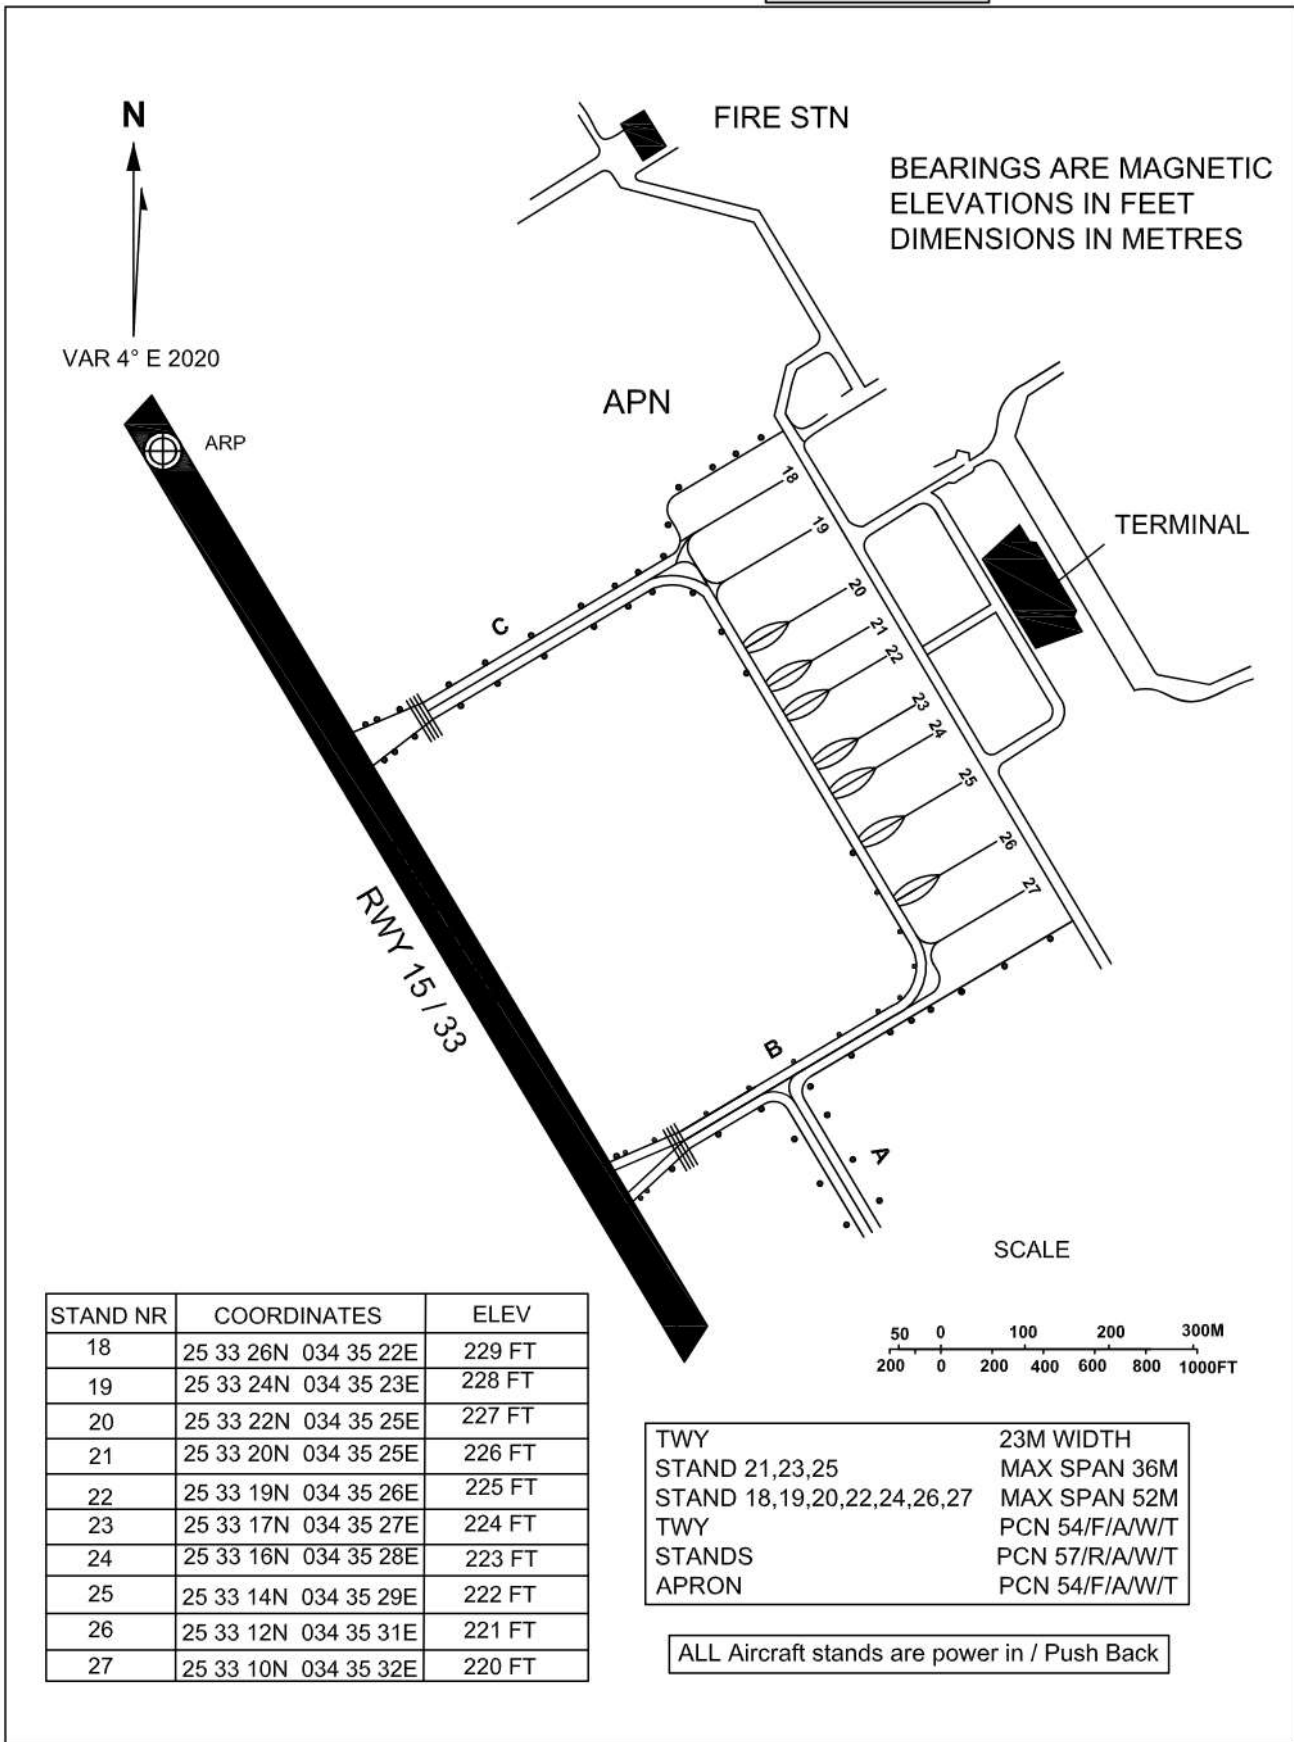 N
FIRE STN
BEARINGS ARE MAGNETIC
ELEVATIONS IN FEET
DIMENSIONS IN METRES
VAR 4° E 2020
APN
ARP
18
19
TERMINAL
20
C
21
22
23
24
25
26
27
RWY 15 / 33
B
A
SCALE
50 0 100 200 300M
200 0 200 400 600 800 1000FT
STAND NR COORDINATES ELEV
18 25 33 26N 034 35 22E 229 FT
19 25 33 24N 034 35 23E 228 FT
20 25 33 22N 034 35 25E 227 FT
21 25 33 20N 034 35 25E 226 FT
22 25 33 19N 034 35 26E 225 FT
23 25 33 17N 034 35 27E 224 FT
24 25 33 16N 034 35 28E 223 FT
25 25 33 14N 034 35 29E 222 FT
26 25 33 12N 034 35 31E 221 FT
27 25 33 10N 034 35 32E 220 FT
TWY 23M WIDTH
STAND 21,23,25 MAX SPAN 36M
STAND 18,19,20,22,24,26,27 MAX SPAN 52M
TWY PCN 54/F/A/W/T
STANDS PCN 57/R/A/W/T
APRON PCN 54/F/A/W/T
ALL Aircraft stands are power in / Push Back